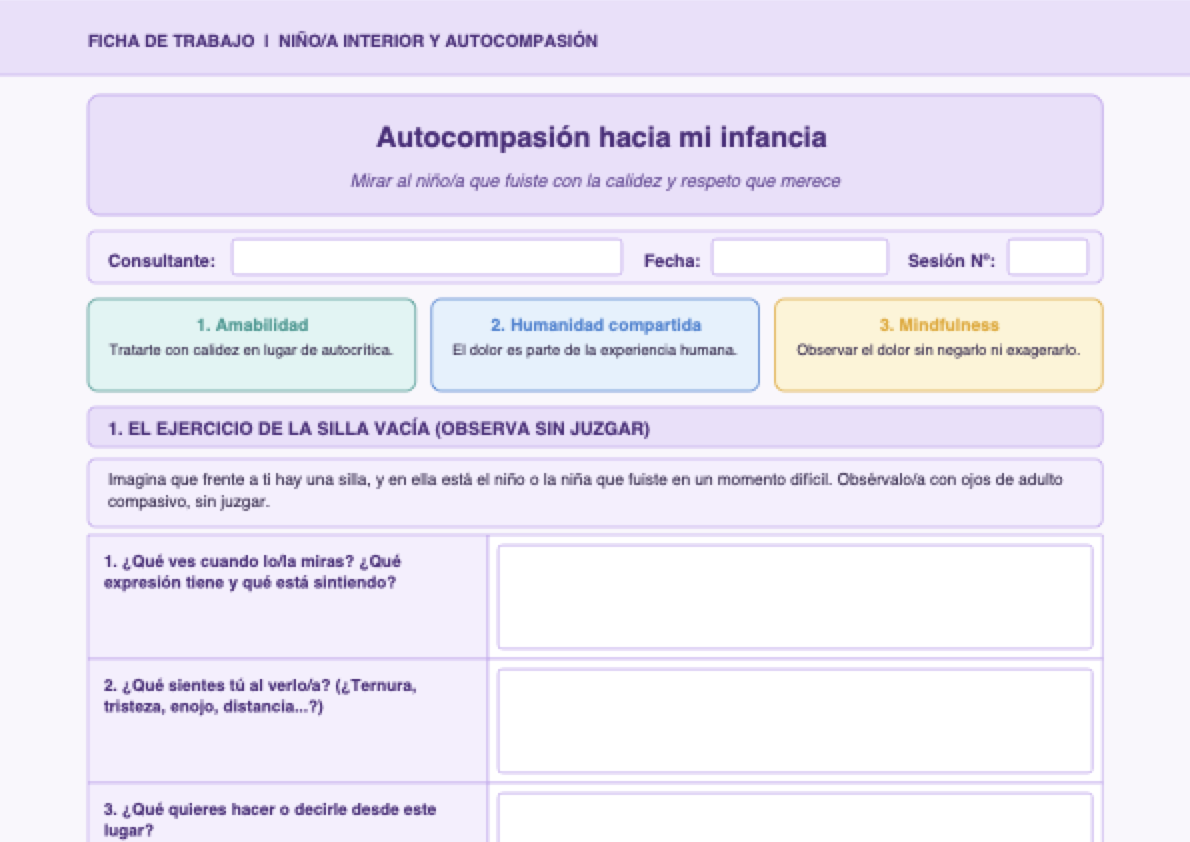 FICHA DE TRABAJO | NIÑO/A INTERIOR Y AUTOCOMPASIÓN
Autocompasión hacia mi infancia
Mirar al niño/a que fuiste con la calidez y respeto que merece
Consultante:
Fecha:
Sesión Nº:
1. Amabilidad
Tratarte con calidez en lugar de autocrítica.
2. Humanidad compartida
El dolor es parte de la experiencia humana.
3. Mindfulness
Observar el dolor sin negarlo ni exagerarlo.
1. EL EJERCICIO DE LA SILLA VACÍA (OBSERVA SIN JUZGAR)
Imagina que frente a ti hay una silla, y en ella está el niño o la niña que fuiste en un momento difícil. Obsérvalo/a con ojos de adulto
compasivo, sin juzgar.
1. ¿Qué ves cuando lo/la miras? ¿Qué
expresión tiene y qué está sintiendo?
2. ¿Qué sientes tú al verlo/a? (¿Ternura,
tristeza, enojo, distancia...?)
3. ¿Qué quieres hacer o decirle desde este
lugar?